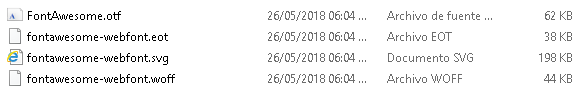 FontAwesome.otf 26/05/2018 06:04 ... Archivo de fuente ... 62 KB
fontawesome-webfont.eot 26/05/2018 06:04 ... Archivo EOT 38 KB
fontawesome-webfont.svg 26/05/2018 06:04 ... Documento SVG 198 KB
fontawesome-webfont.woff 26/05/2018 06:04 ... Archivo WOFF 44 KB